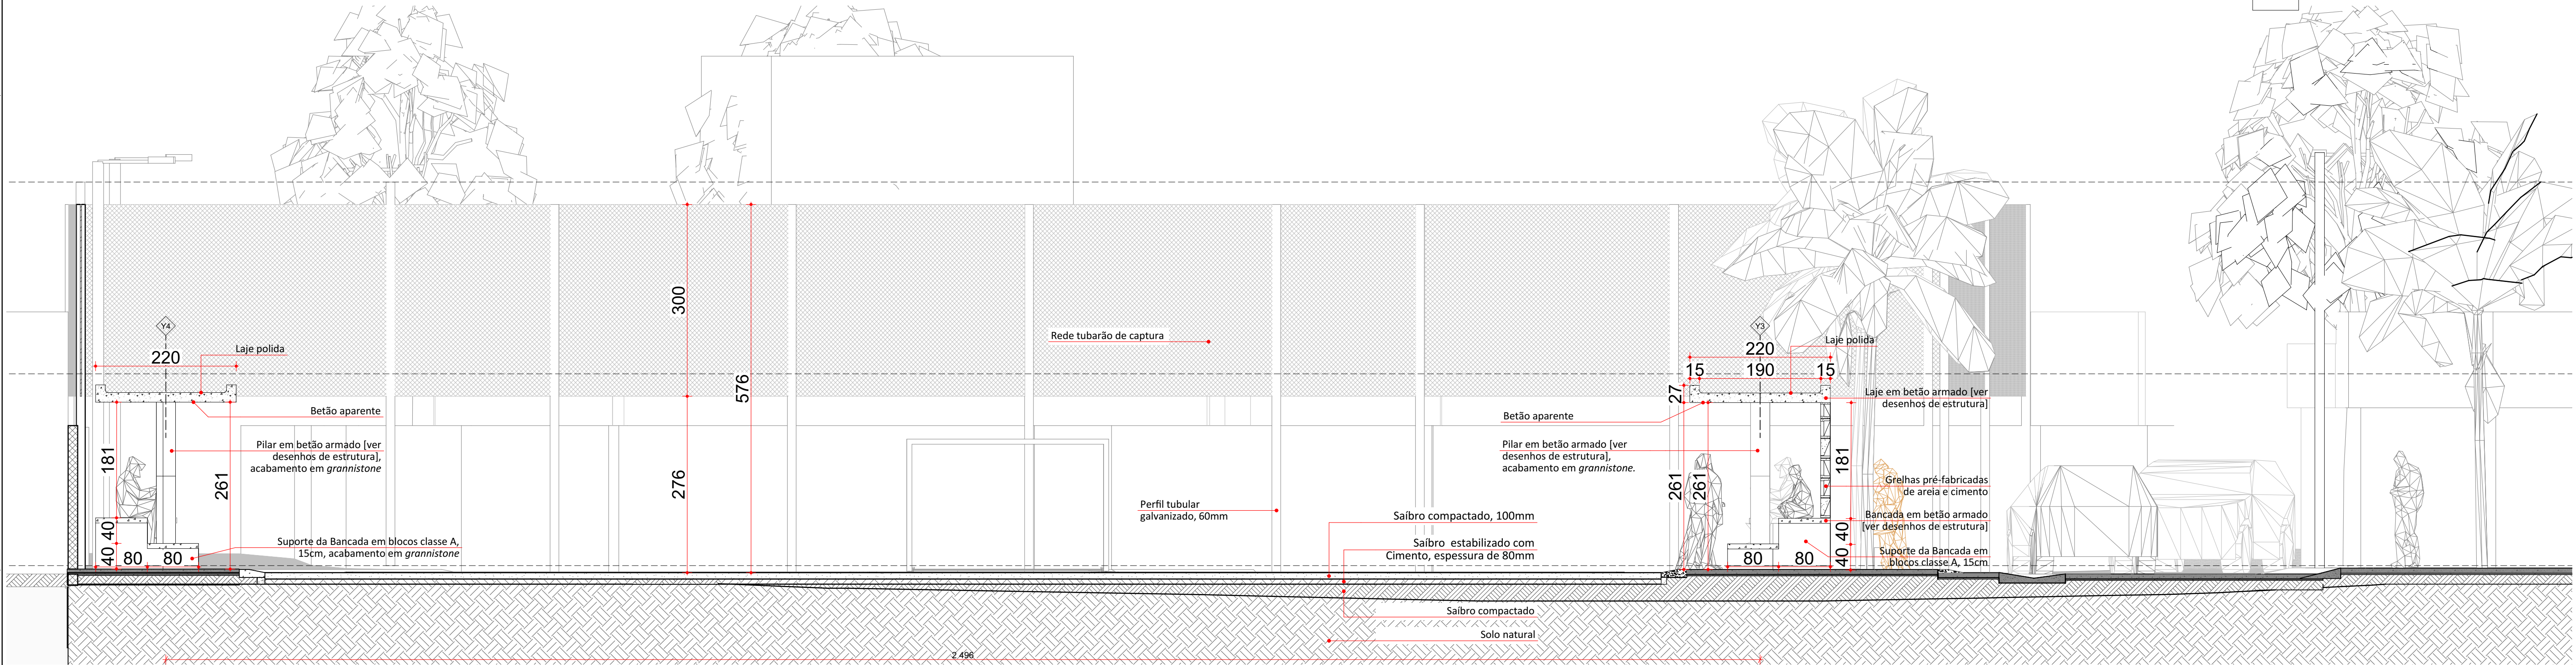 Y4
220
Laje polida
Betão aparente
Pilar em betão armado [ver
desenhos de estrutura],
acabamento em grannistone
181
261
40
40
80
80
Suporte da Bancada em blocos classe A,
15cm, acabamento em grannistone
300
576
276
Rede tubarão de captura
Perfil tubular
galvanizado, 60mm
Saíbro compactado, 100mm
Saíbro estabilizado com
Cimento, espessura de 80mm
Saíbro compactado
Solo natural
2 496
Y3
220
Laje polida
15
190
15
27
Laje em betão armado [ver
desenhos de estrutura]
Betão aparente
Pilar em betão armado [ver
desenhos de estrutura],
acabamento em grannistone.
261
261
181
Grelhas pré-fabricadas
de areia e cimento
Bancada em betão armado
[ver desenhos de estrutura]
40
40
80
80
Suporte da Bancada em
blocos classe A, 15cm